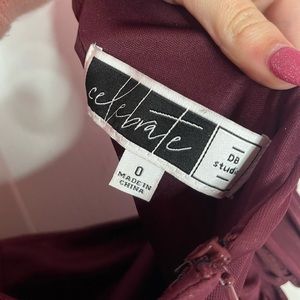 celebrate
DB
studio
0
MADE IN
CHINA